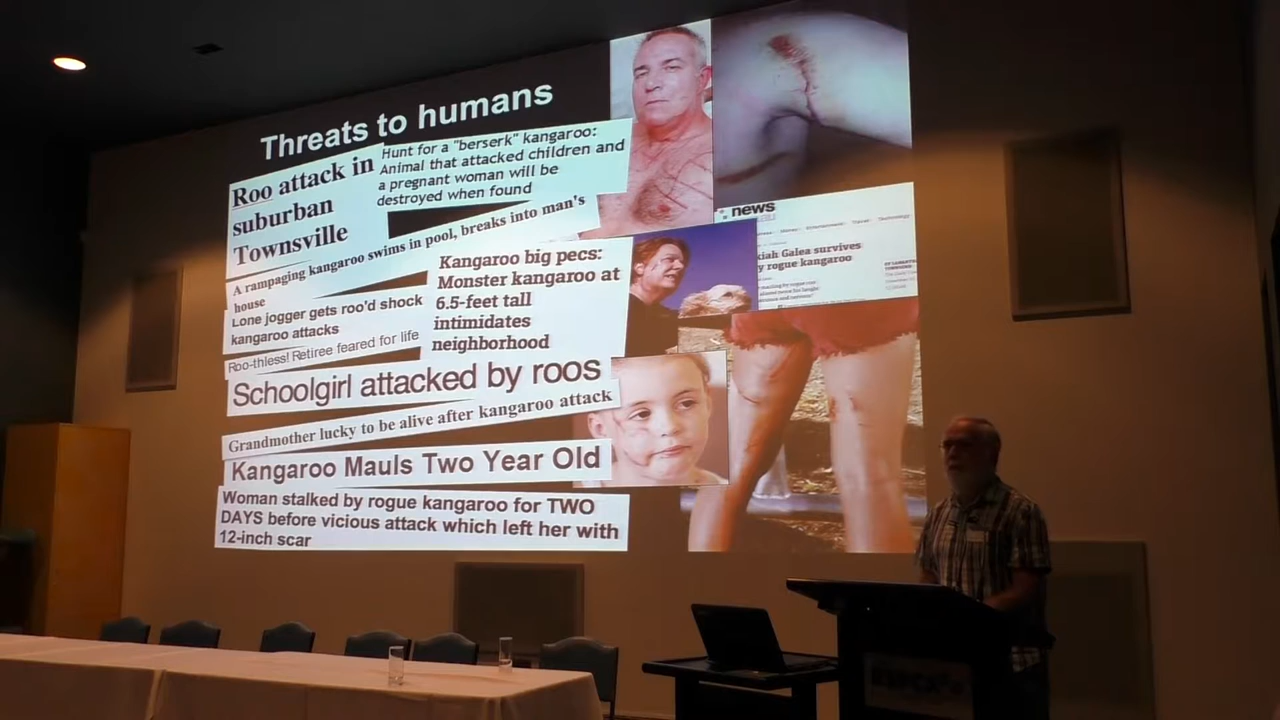 Threats to humans
Roo attack in
suburban
Townsville
Hunt for a "berserk" kangaroo:
Animal that attacked children and
a pregnant woman will be
destroyed when found
A rampaging kangaroo swims in pool, breaks into man's
house
Kangaroo big pecs:
Monster kangaroo at
6.5-feet tall
intimidates
neighborhood
Lone jogger gets roo'd shock
kangaroo attacks
Roo-thless! Retiree feared for life
Schoolgirl attacked by roos
Grandmother lucky to be alive after kangaroo attack
Kangaroo Mauls Two Year Old
Woman stalked by rogue kangaroo for TWO
DAYS before vicious attack which left her with
12-inch scar
news
kiah Galea survives
y rogue kangaroo